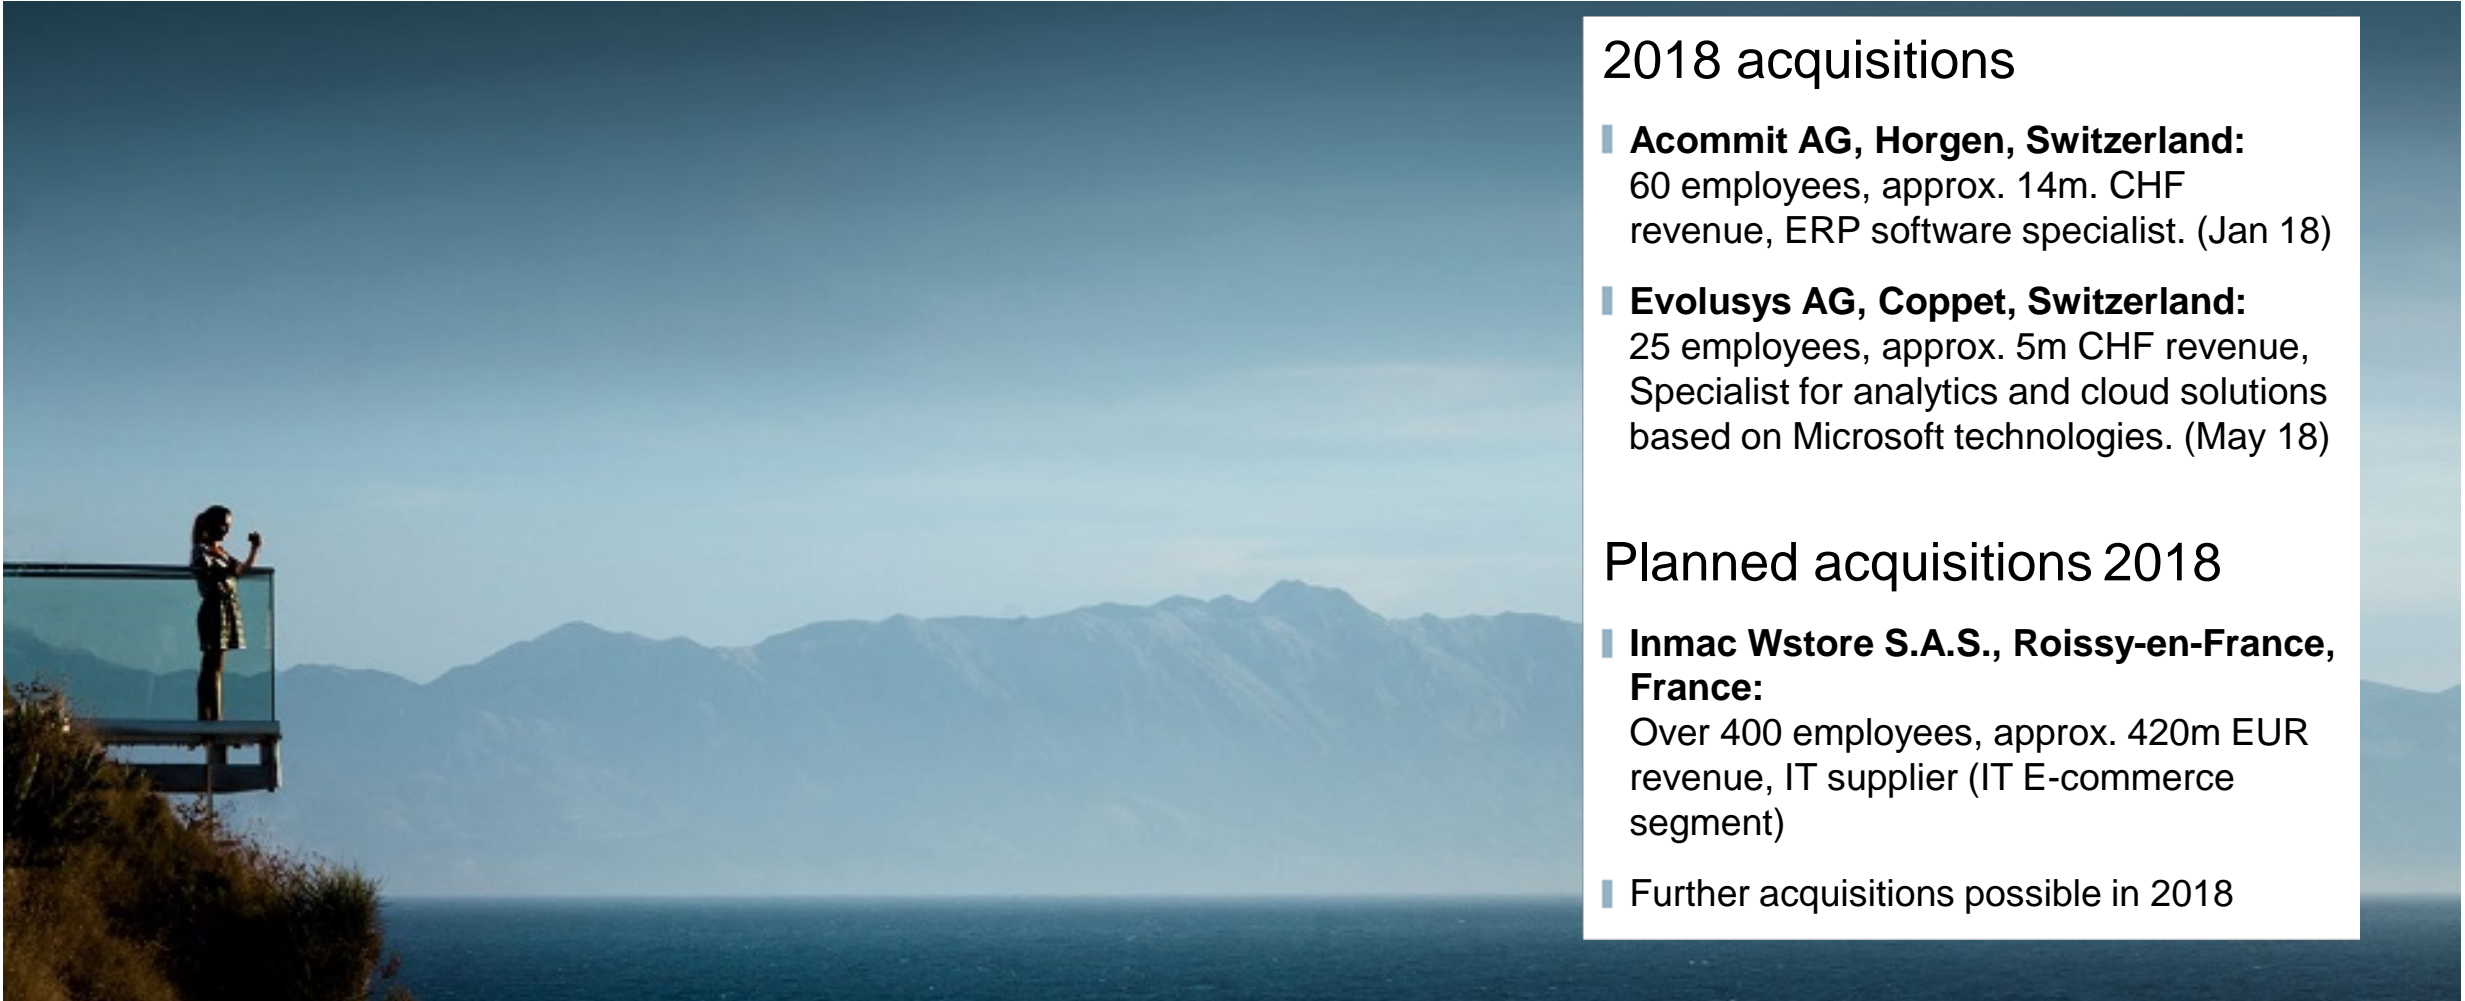 2018 acquisitions
Acommit AG, Horgen, Switzerland:
60 employees, approx. 14m. CHF
revenue, ERP software specialist. (Jan 18)
Evolusys AG, Coppet, Switzerland:
25 employees, approx. 5m CHF revenue,
Specialist for analytics and cloud solutions
based on Microsoft technologies. (May 18)
Planned acquisitions 2018
Inmac Wstore S.A.S., Roissy-en-France,
France:
Over 400 employees, approx. 420m EUR
revenue, IT supplier (IT E-commerce
segment)
Further acquisitions possible in 2018